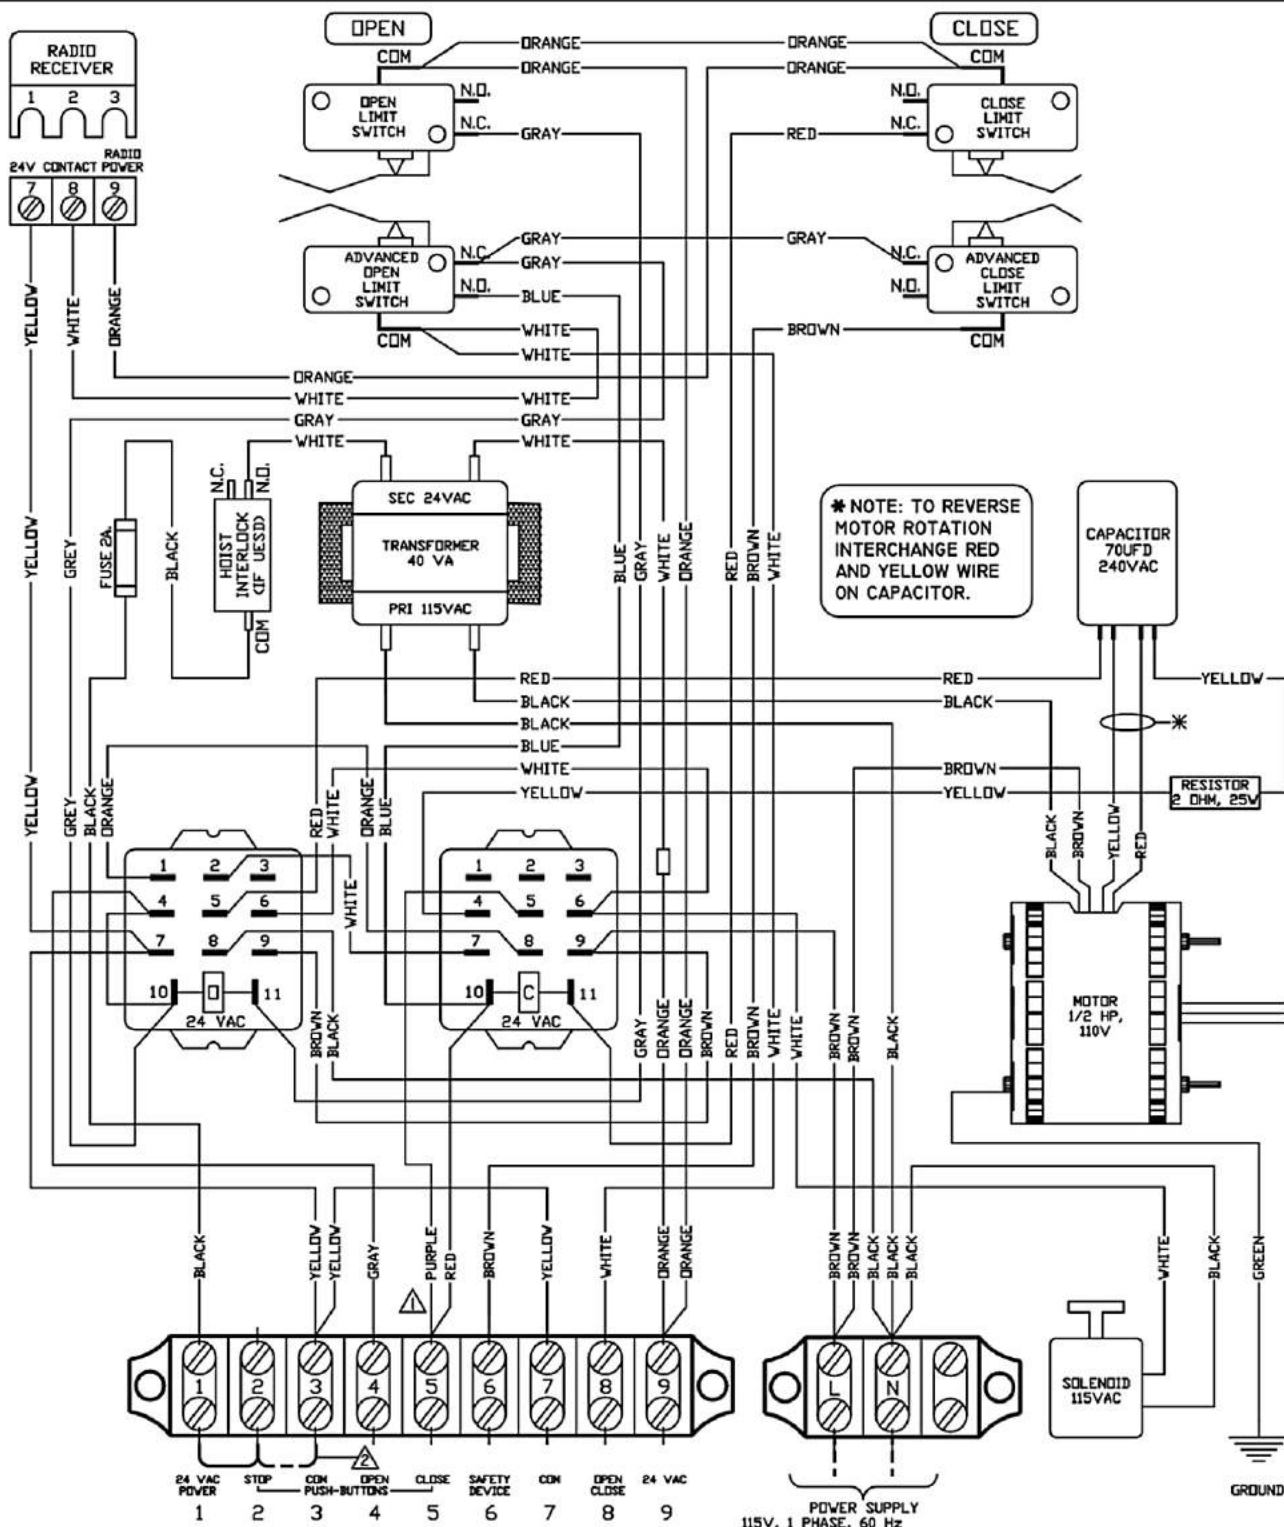 OPEN
CLOSE
RADIO
RECEIVER
1 2 3
RADIO
24V CONTACT POWER
7 8 9
COM
ORANGE
ORANGE
COM
ORANGE
ORANGE
N.O.
N.O.
OPEN
LIMIT
SWITCH
CLOSE
LIMIT
SWITCH
N.C.
GRAY
RED
N.C.
GRAY
GRAY
N.C.
GRAY
N.C.
ADVANCED
OPEN
LIMIT
SWITCH
ADVANCED
CLOSE
LIMIT
SWITCH
N.O.
BLUE
N.O.
WHITE
BROWN
COM
WHITE
COM
YELLOW
WHITE
ORANGE
ORANGE
WHITE
WHITE
GRAY
GRAY
WHITE
WHITE
N.C.
N.O.
SEC 24VAC
TRANSFORMER
40 VA
PRI 115VAC
HOIST
INTERLOCK
(IF UESD)
COM
YELLOW
GREY
FUSE 2A.
BLACK
BLUE
GRAY
WHITE
ORANGE
RED
BROWN
WHITE
* NOTE: TO REVERSE
MOTOR ROTATION
INTERCHANGE RED
AND YELLOW WIRE
ON CAPACITOR.
CAPACITOR
70UFD
240VAC
RED
RED
YELLOW
BLACK
BLACK
BLACK
*
BLUE
WHITE
BROWN
YELLOW
YELLOW
RESISTOR
2 OHM, 25W
YELLOW
GREY
BLACK
ORANGE
RED
WHITE
ORANGE
BLUE
BLACK
BROWN
YELLOW
RED
1 2 3
4 5 6
7 8 9
10 O 11
24 VAC
WHITE
1 2 3
4 5 6
7 8 9
10 C 11
24 VAC
MOTOR
1/2 HP,
110V
BROWN
BLACK
GRAY
ORANGE
ORANGE
BROWN
RED
BROWN
WHITE
WHITE
BROWN
BROWN
BLACK
BLACK
YELLOW
YELLOW
GRAY
PURPLE
RED
BROWN
YELLOW
WHITE
ORANGE
ORANGE
BROWN
BROWN
BLACK
BLACK
BLACK
WHITE
BLACK
GREEN
1
1 2 3 4 5 6 7 8 9
L N
SOLENOID
115VAC
2
24 VAC
POWER
STOP
COM
OPEN
CLOSE
PUSH-BUTTONS
SAFETY
DEVICE
COM
OPEN
CLOSE
24 VAC
1 2 3 4 5 6 7 8 9
POWER SUPPLY
115V, 1 PHASE, 60 Hz
GROUND